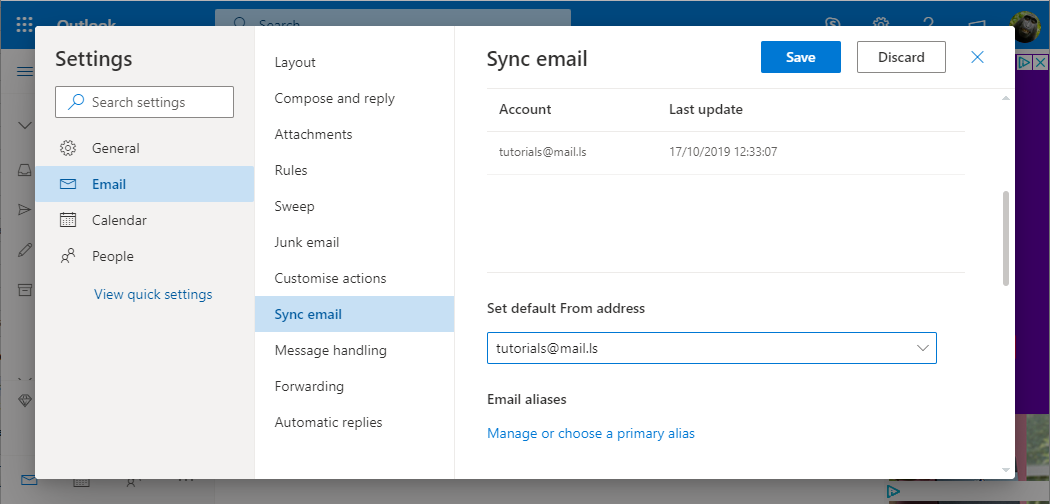 Outlook
Search
Settings
Search settings
General
Email
Calendar
People
View quick settings
Layout
Compose and reply
Attachments
Rules
Sweep
Junk email
Customise actions
Sync email
Message handling
Forwarding
Automatic replies
Sync email
Save
Discard
Account Last update
tutorials@mail.ls 17/10/2019 12:33:07
Set default From address
tutorials@mail.ls
Email aliases
Manage or choose a primary alias